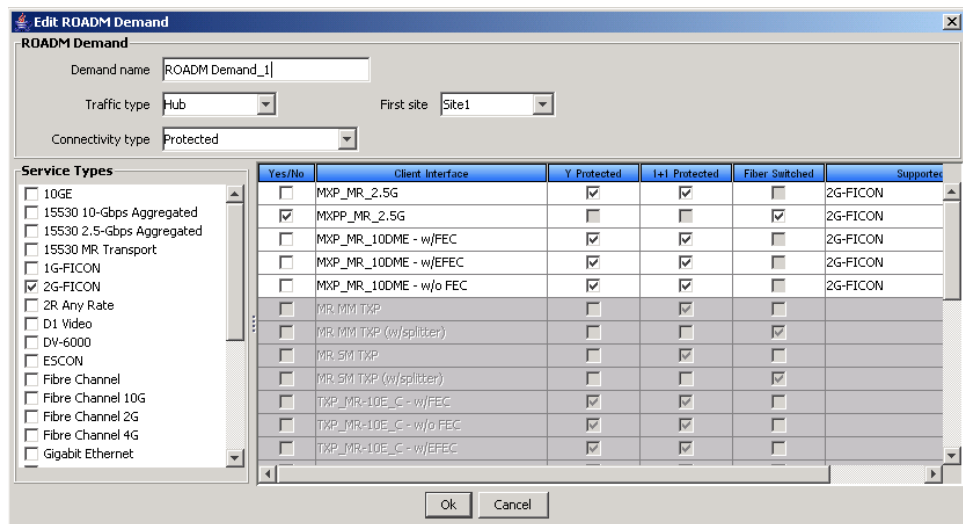 Edit ROADM Demand
ROADM Demand
Demand name ROADM Demand_1
Traffic type Hub First site Site1
Connectivity type Protected
Service Types
10GE
15530 10-Gbps Aggregated
15530 2.5-Gbps Aggregated
15530 MR Transport
1G-FICON
2G-FICON
2R Any Rate
D1 Video
DV-6000
ESCON
Fibre Channel
Fibre Channel 10G
Fibre Channel 2G
Fibre Channel 4G
Gigabit Ethernet
Yes/No Client Interface Y Protected 1+1 Protected Fiber Switched Supported
MXP_MR_2.5G 2G-FICON
MXPP_MR_2.5G 2G-FICON
MXP_MR_10DME - w/FEC 2G-FICON
MXP_MR_10DME - w/EFEC 2G-FICON
MXP_MR_10DME - w/o FEC 2G-FICON
MR MM TXP
MR MM TXP (w/splitter)
MR SM TXP
MR SM TXP (w/splitter)
TXP_MR-10E_C - w/FEC
TXP_MR-10E_C - w/o FEC
TXP_MR-10E_C - w/EFEC
Ok Cancel